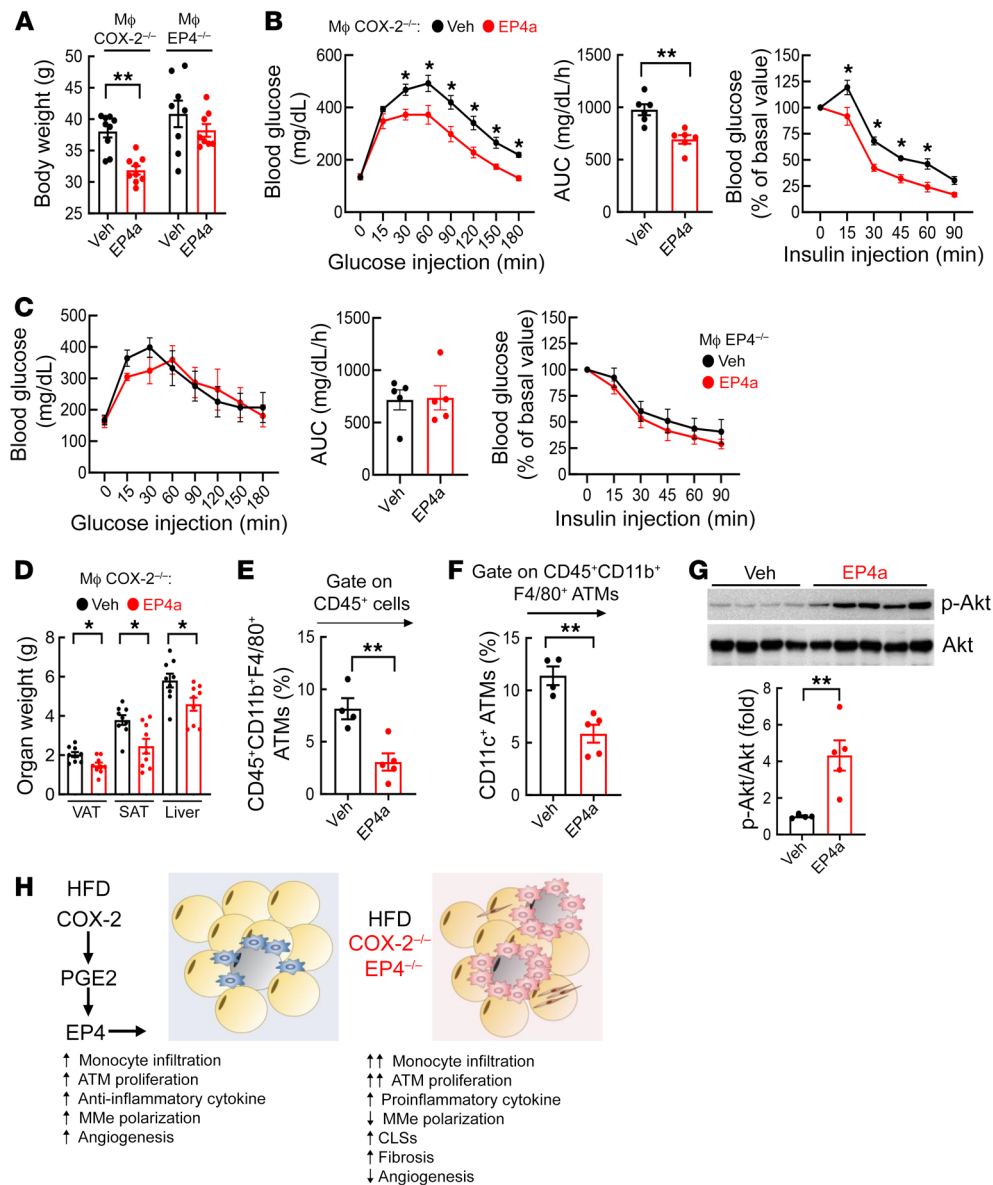 A
Mϕ COX-2–/–
Mϕ EP4–/–
**
Body weight (g)
45
40
35
30
25
Veh
EP4a
Veh
EP4a
B
Mϕ COX-2–/–: Veh EP4a
Blood glucose (mg/dL)
600
400
200
0
* * * * * *
0 15 30 60 90 120 150 180
Glucose injection (min)
AUC (mg/dL/h)
1500
1000
500
0
**
Veh
EP4a
Blood glucose (% of basal value)
150
125
100
75
50
25
0
* * * *
0 15 30 45 60 90
Insulin injection (min)
C
Blood glucose (mg/dL)
500
400
300
200
100
0
0 15 30 60 90 120 150 180
Glucose injection (min)
AUC (mg/dL/h)
1500
1000
500
0
Veh
EP4a
Blood glucose (% of basal value)
150
125
100
75
50
25
0
Mϕ EP4–/–
Veh
EP4a
0 15 30 45 60 90
Insulin injection (min)
D
Mϕ COX-2–/–:
Veh EP4a
* * *
Organ weight (g)
8
6
4
2
0
VAT SAT Liver
E
Gate on
CD45+ cells
**
CD45+CD11b+F4/80+ ATMs (%)
15
10
5
0
Veh
EP4a
F
Gate on CD45+CD11b+
F4/80+ ATMs
**
CD11c+ ATMs (%)
15
10
5
0
Veh
EP4a
G
Veh EP4a
p-Akt
Akt
**
p-Akt/Akt (fold)
8
6
4
2
0
Veh
EP4a
H
HFD
COX-2
PGE2
EP4
↑ Monocyte infiltration
↑ ATM proliferation
↑ Anti-inflammatory cytokine
↑ MMe polarization
↑ Angiogenesis
HFD
COX-2–/–
EP4–/–
↑↑ Monocyte infiltration
↑↑ ATM proliferation
↑ Proinflammatory cytokine
↓ MMe polarization
↑ CLSs
↑ Fibrosis
↓ Angiogenesis